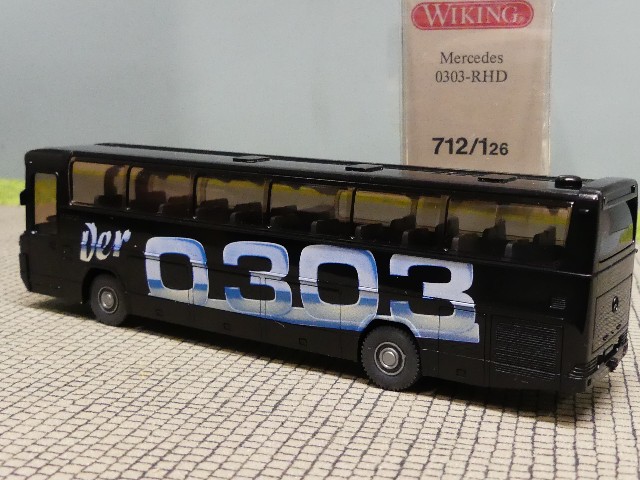 WIKING
Mercedes
0303-RHD
712/126
Der 0303